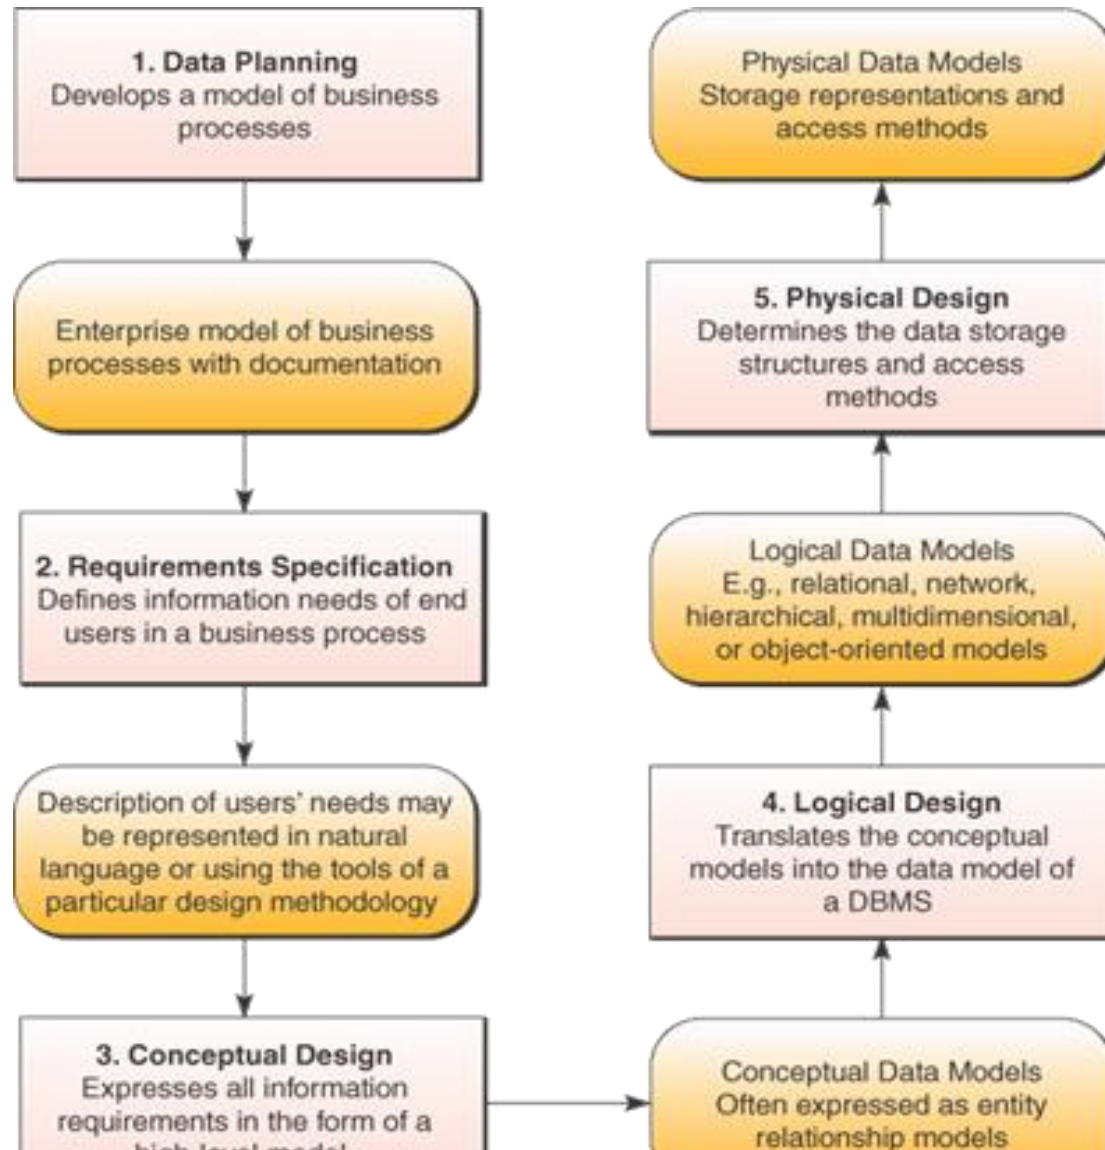 1. Data Planning
Develops a model of business
processes
Enterprise model of business
processes with documentation
2. Requirements Specification
Defines information needs of end
users in a business process
Description of users' needs may
be represented in natural
language or using the tools of a
particular design methodology
3. Conceptual Design
Expresses all information
requirements in the form of a
high-level model
Conceptual Data Models
Often expressed as entity
relationship models
4. Logical Design
Translates the conceptual
models into the data model of
a DBMS
Logical Data Models
E.g., relational, network,
hierarchical, multidimensional,
or object-oriented models
5. Physical Design
Determines the data storage
structures and access
methods
Physical Data Models
Storage representations and
access methods